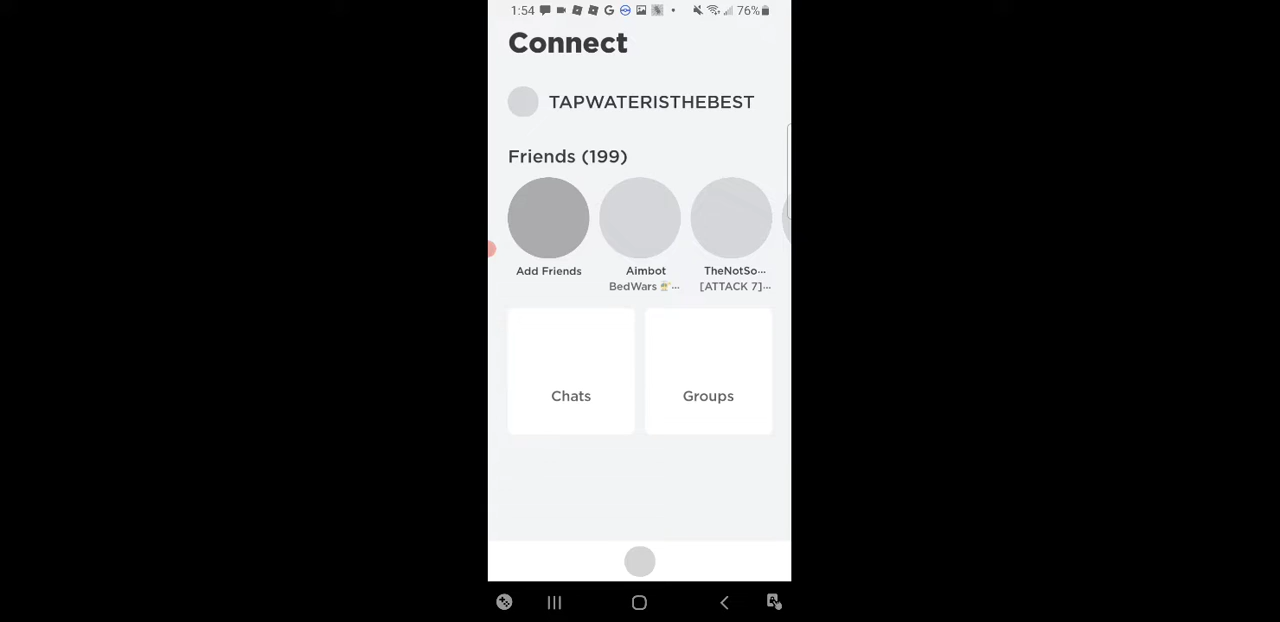 1:54 76%
Connect
TAPWATERISTHEBEST
Friends (199)
Add Friends Aimbot TheNotSo...
BedWars 👨‍🍳... [ATTACK 7]...
Chats Groups